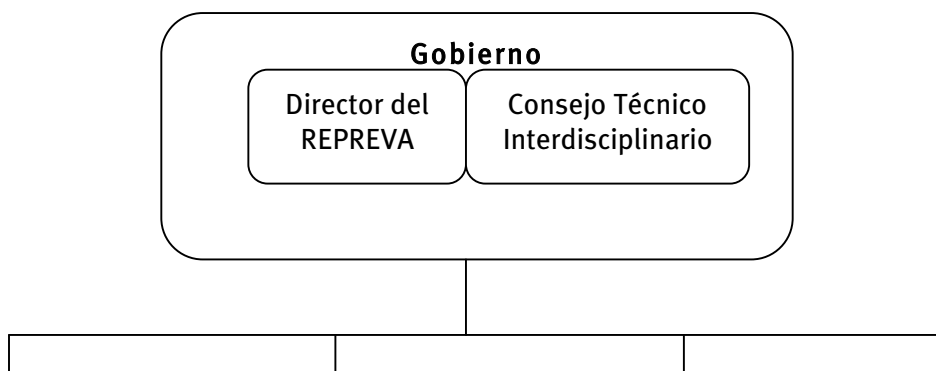 Gobierno
Director del
REPREVA
Consejo Técnico
Interdisciplinario